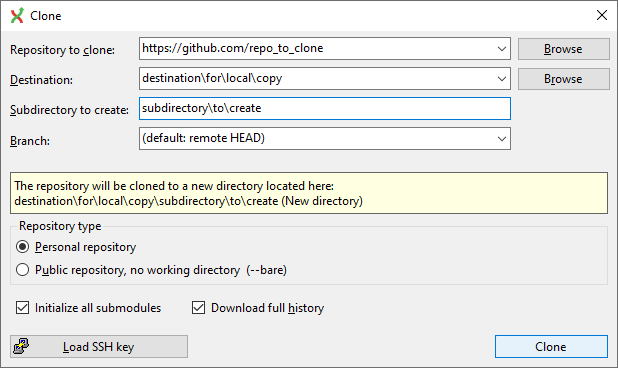 Clone
Repository to clone: https://github.com/repo_to_clone Browse
Destination: destination\for\local\copy Browse
Subdirectory to create: subdirectory\to\create
Branch: (default: remote HEAD)
The repository will be cloned to a new directory located here:
destination\for\local\copy\subdirectory\to\create (New directory)
Repository type
Personal repository
Public repository, no working directory (--bare)
Initialize all submodules Download full history
Load SSH key Clone